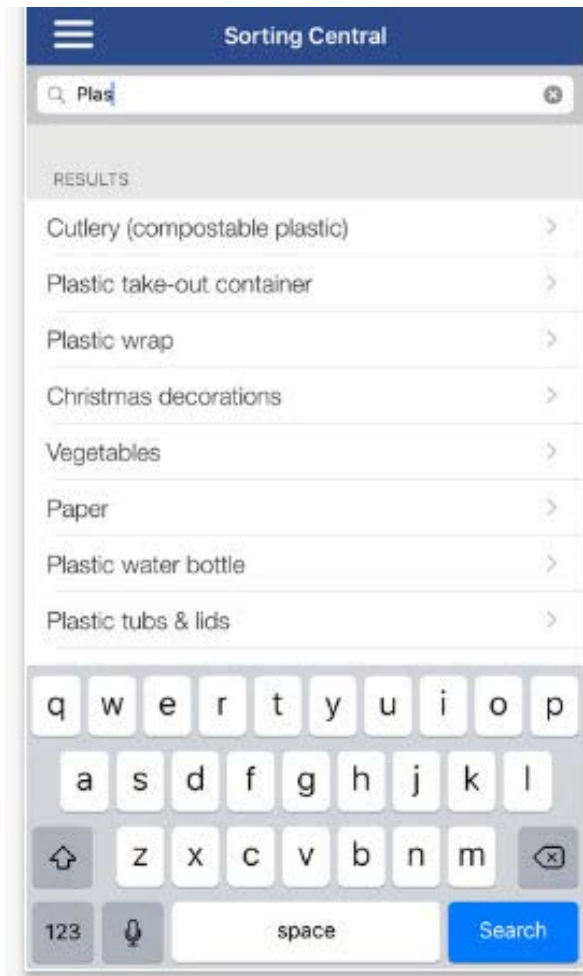 Sorting Central
Plas
RESULTS
Cutlery (compostable plastic)
Plastic take-out container
Plastic wrap
Christmas decorations
Vegetables
Paper
Plastic water bottle
Plastic tubs & lids
q w e r t y u i o p
a s d f g h j k l
z x c v b n m
123 space Search